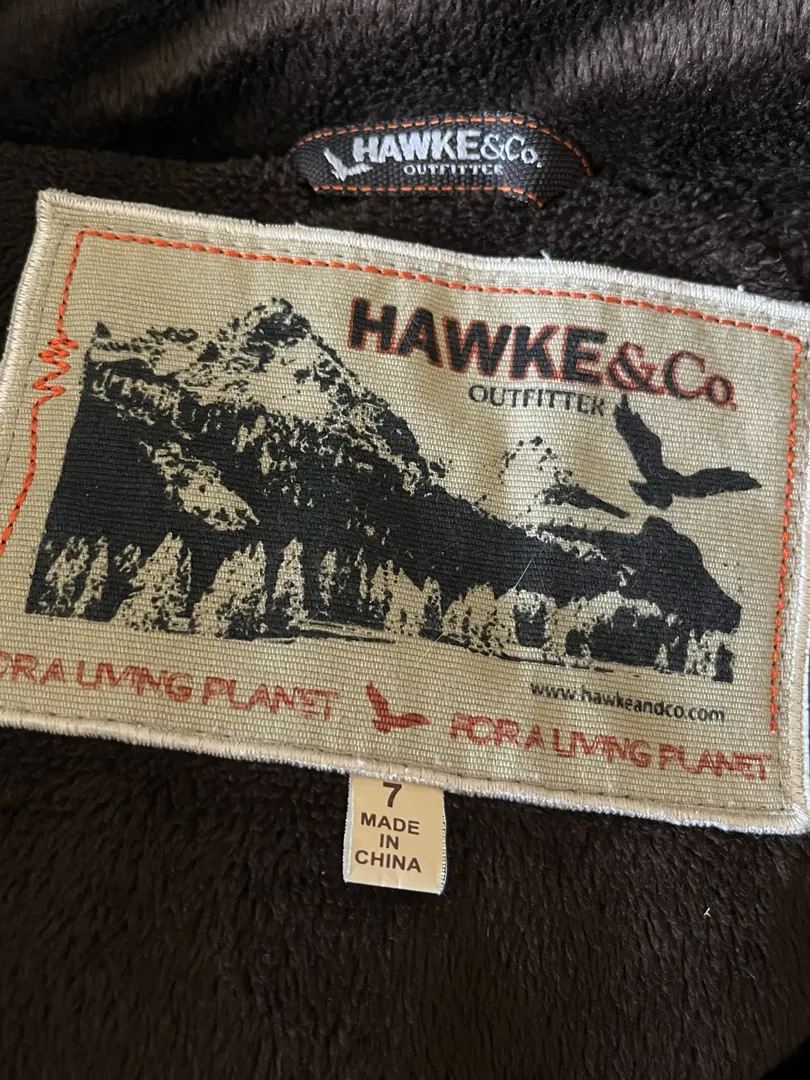 HAWKE&Co.
OUTFITTER
HAWKE&Co.
OUTFITTER
www.hawkeandco.com
FOR A LIVING PLANET FOR A LIVING PLANET
7
MADE
IN
CHINA